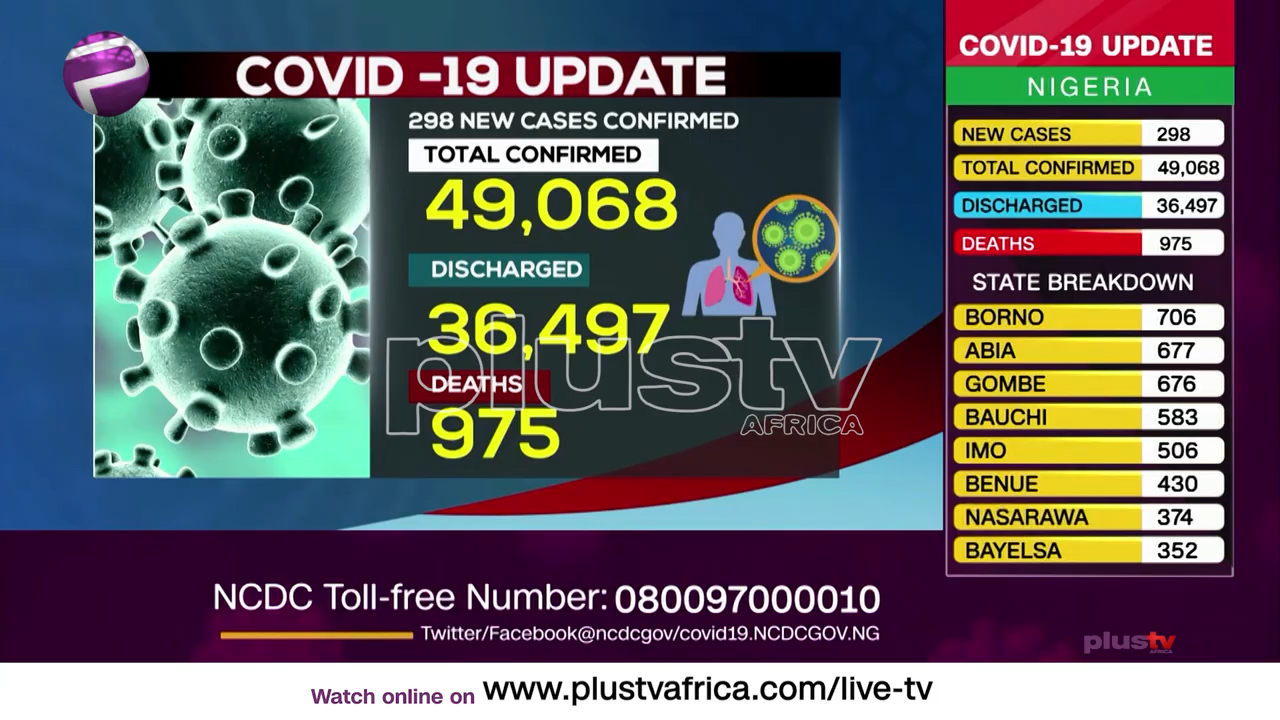 COVID -19 UPDATE
298 NEW CASES CONFIRMED
TOTAL CONFIRMED
49,068
DISCHARGED
36,497
DEATHS
975
plustv
AFRICA
COVID-19 UPDATE
NIGERIA
NEW CASES 298
TOTAL CONFIRMED 49,068
DISCHARGED 36,497
DEATHS 975
STATE BREAKDOWN
BORNO 706
ABIA 677
GOMBE 676
BAUCHI 583
IMO 506
BENUE 430
NASARAWA 374
BAYELSA 352
NCDC Toll-free Number: 080097000010
Twitter/Facebook@ncdcgov/covid19.NCDCGOV.NG
plustv
AFRICA
Watch online on www.plustvafrica.com/live-tv